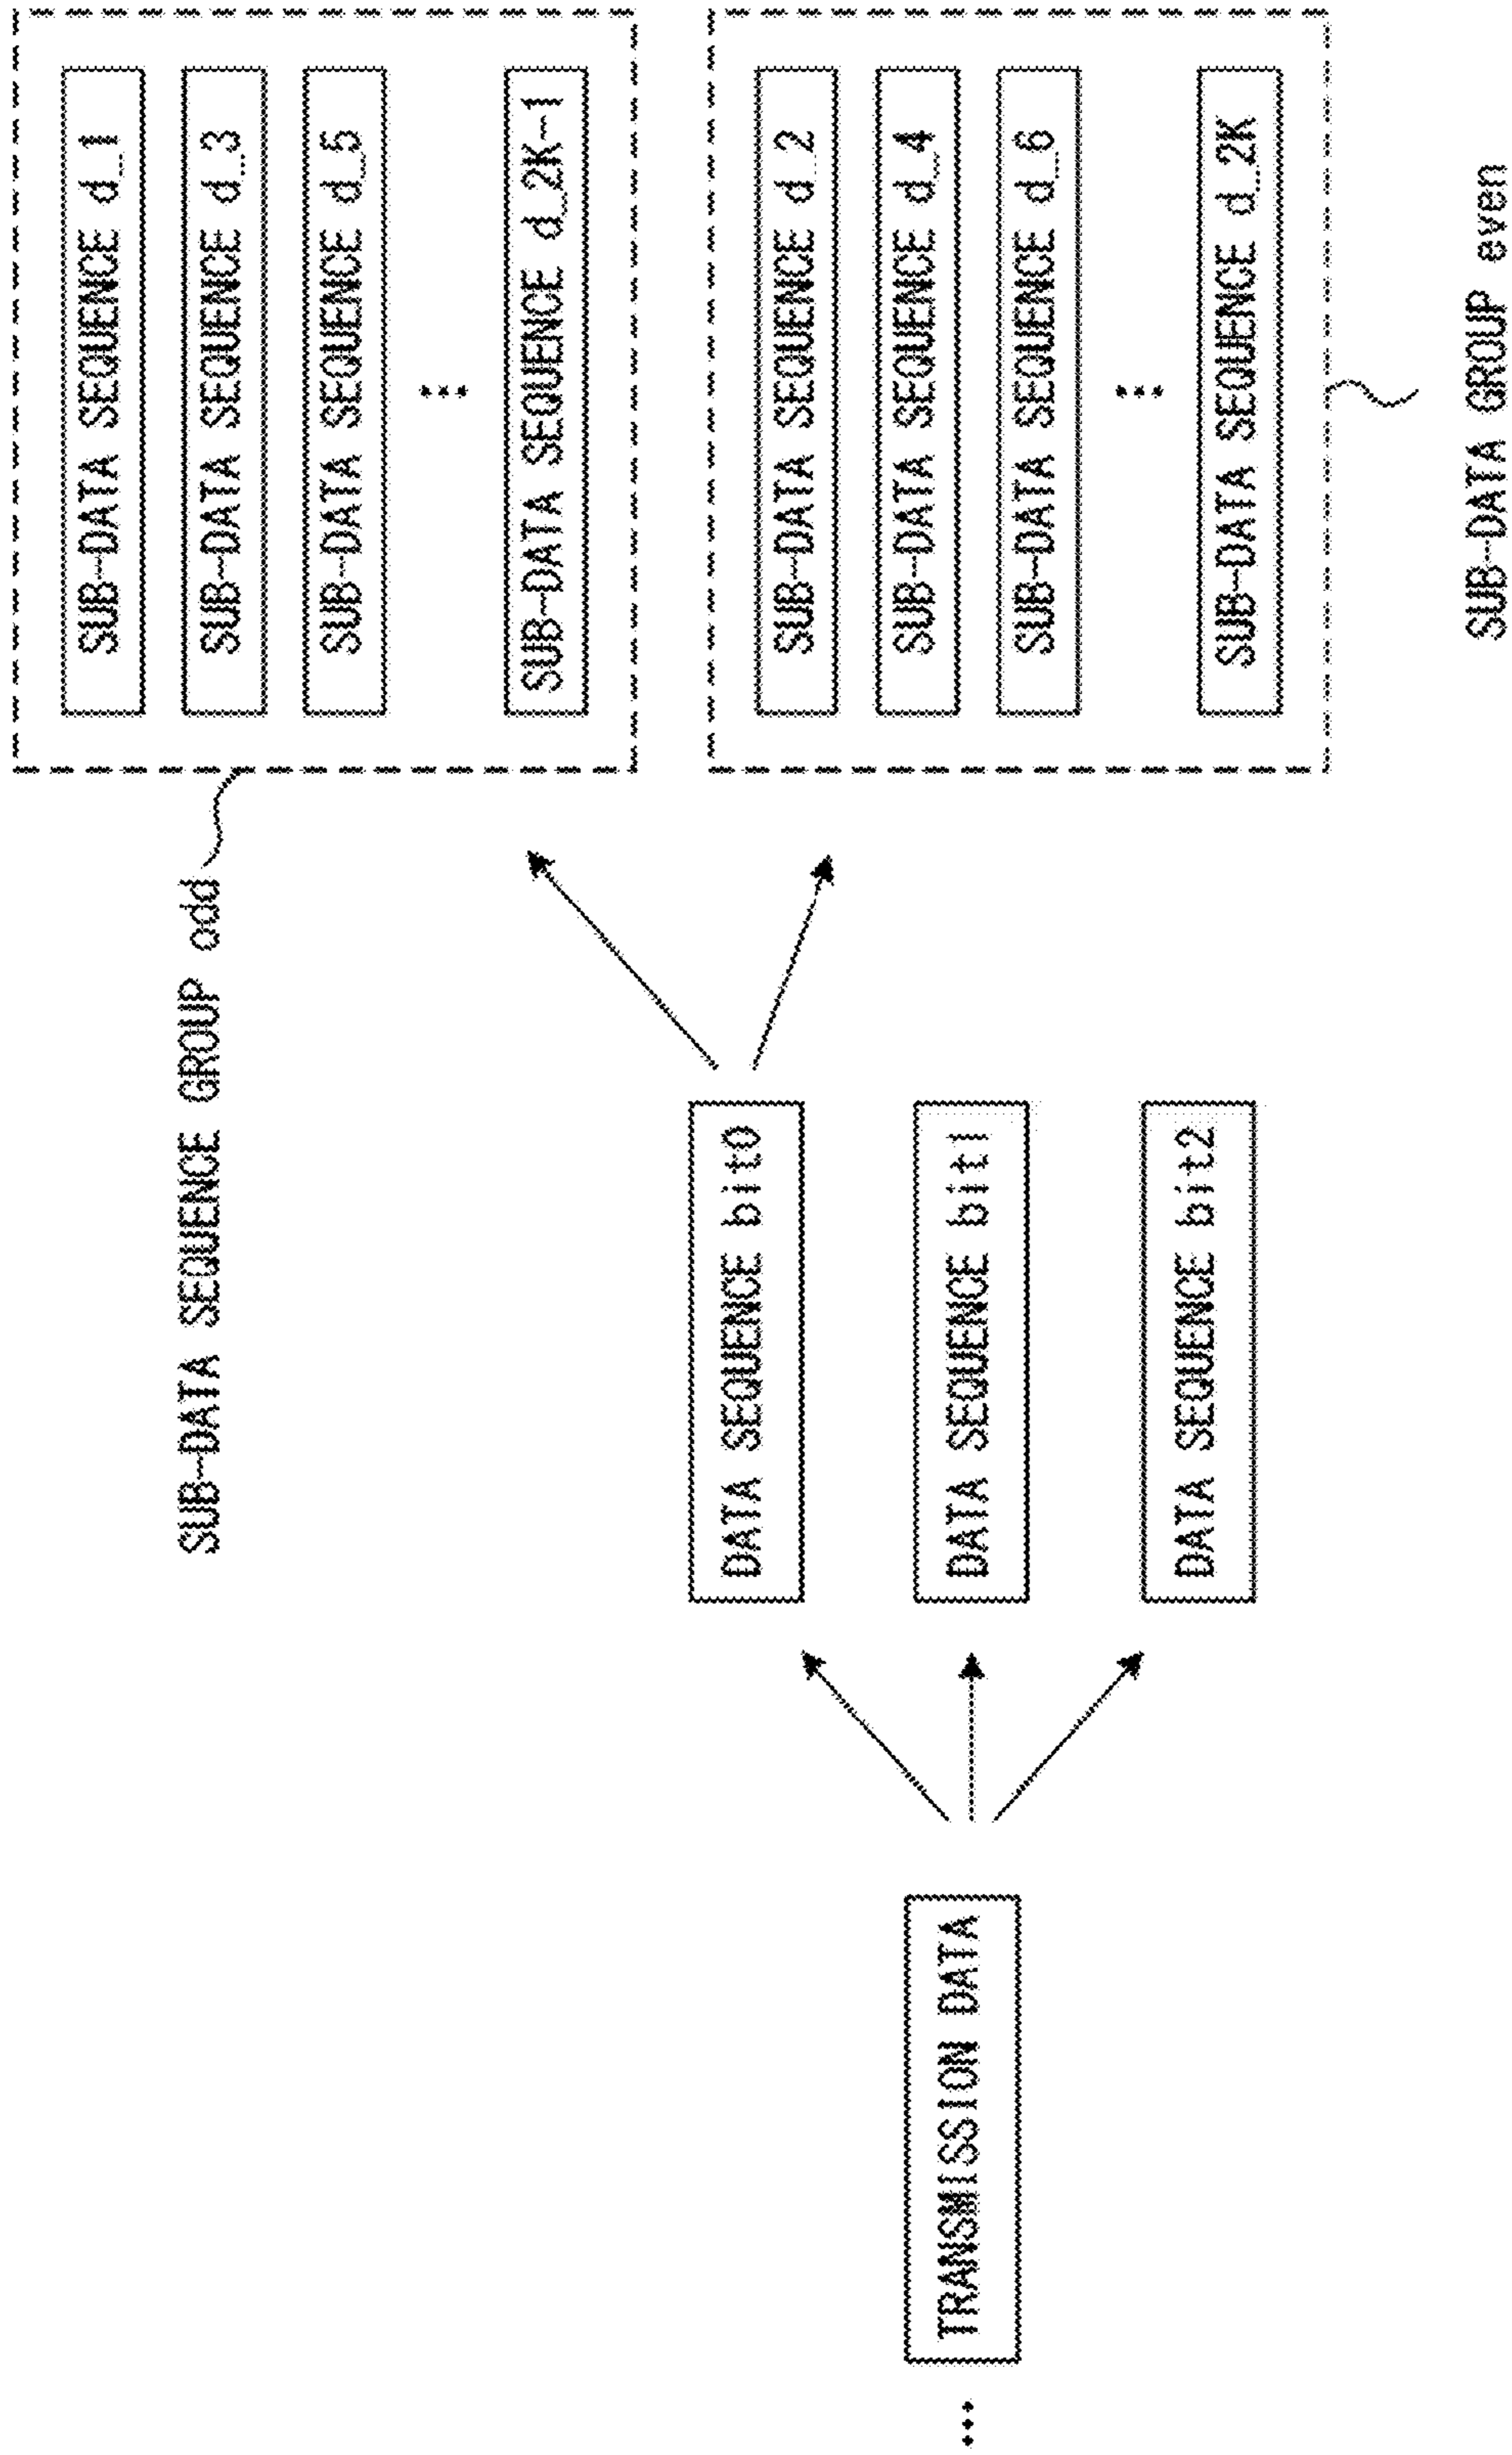 ...
TRANSMISSION DATA
DATA SEQUENCE bit0
DATA SEQUENCE bit1
DATA SEQUENCE bit2
SUB-DATA SEQUENCE GROUP odd
SUB-DATA SEQUENCE d_1
SUB-DATA SEQUENCE d_3
SUB-DATA SEQUENCE d_5
...
SUB-DATA SEQUENCE d_2K-1
SUB-DATA SEQUENCE d_2
SUB-DATA SEQUENCE d_4
SUB-DATA SEQUENCE d_6
...
SUB-DATA SEQUENCE d_2K
SUB-DATA GROUP even